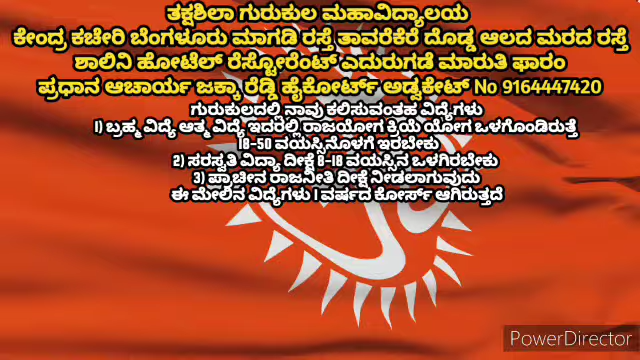 ತಕ್ಷಶಿಲಾ ಗುರುಕುಲ ಮಹಾವಿದ್ಯಾಲಯ
ಕೇಂದ್ರ ಕಚೇರಿ ಬೆಂಗಳೂರು ಮಾಗಡಿ ರಸ್ತೆ ತಾವರೆಕೆರೆ ದೊಡ್ಡ ಆಲದ ಮರದ ರಸ್ತೆ
ಶಾಲಿನಿ ಹೋಟೆಲ್ ರೆಸ್ಟೋರೆಂಟ್ ಎದುರುಗಡೆ ಮಾರುತಿ ಫಾರಂ
ಪ್ರಧಾನ ಆಚಾರ್ಯ ಜಕ್ಕಾ ರೆಡ್ಡಿ ಹೈಕೋರ್ಟ್ ಅಡ್ವಕೇಟ್ No 9164447420
ಗುರುಕುಲದಲ್ಲಿ ನಾವು ಕಲಿಸುವಂತಹ ವಿದ್ಯೆಗಳು
1) ಬ್ರಹ್ಮ ವಿದ್ಯೆ ಆತ್ಮ ವಿದ್ಯೆ ಇದರಲ್ಲಿ ರಾಜಯೋಗ ಕ್ರಿಯೆ ಯೋಗ ಒಳಗೊಂಡಿರುತ್ತೆ
18-50 ವಯಸ್ಸಿನೊಳಗೆ ಇರಬೇಕು
2) ಸರಸ್ವತಿ ವಿದ್ಯಾ ದೀಕ್ಷೆ 8-18 ವಯಸ್ಸಿನ ಒಳಗಿರಬೇಕು
3) ಪ್ರಾಚೀನ ರಾಜನೀತಿ ದೀಕ್ಷೆ ನೀಡಲಾಗುವುದು
ಈ ಮೇಲಿನ ವಿದ್ಯೆಗಳು 1 ವರ್ಷದ ಕೋರ್ಸ್ ಆಗಿರುತ್ತದೆ
PowerDirector